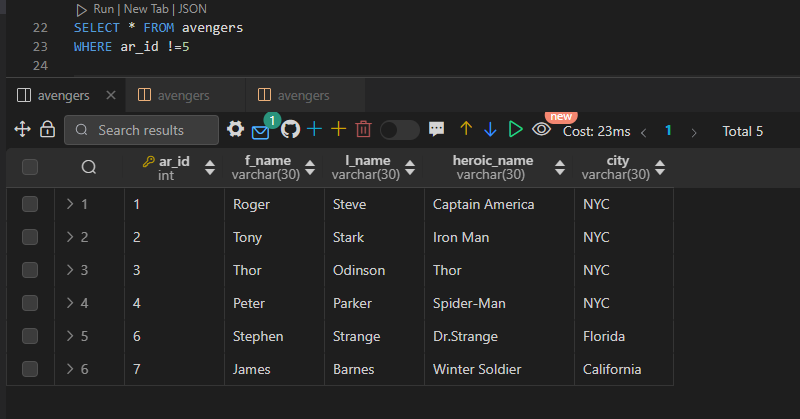 Run | New Tab | JSON
22 SELECT * FROM avengers
23 WHERE ar_id !=5
24
avengers avengers avengers
Search results 1 new Cost: 23ms 1 Total 5
ar_id f_name l_name heroic_name city
int varchar(30) varchar(30) varchar(30) varchar(30)
1 1 Roger Steve Captain America NYC
2 2 Tony Stark Iron Man NYC
3 3 Thor Odinson Thor NYC
4 4 Peter Parker Spider-Man NYC
5 6 Stephen Strange Dr.Strange Florida
6 7 James Barnes Winter Soldier California